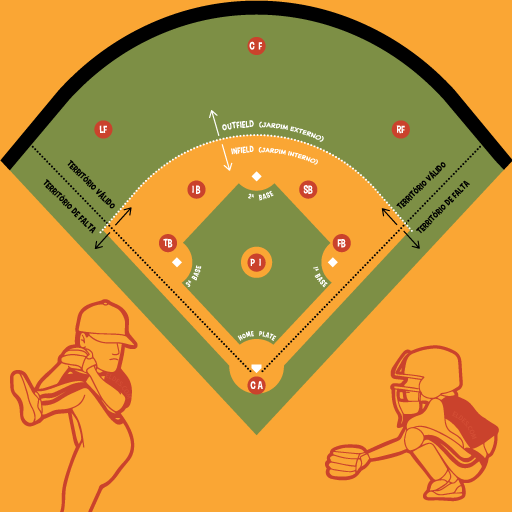 CF
LF
RF
OUTFIELD (JARDIM EXTERNO)
INFIELD (JARDIM INTERNO)
TERRITÓRIO VÁLIDO
TERRITÓRIO DE FALTA
TERRITÓRIO VÁLIDO
TERRITÓRIO DE FALTA
IB
SB
2ª BASE
TB
FB
PI
3ª BASE
1ª BASE
HOME PLATE
CA